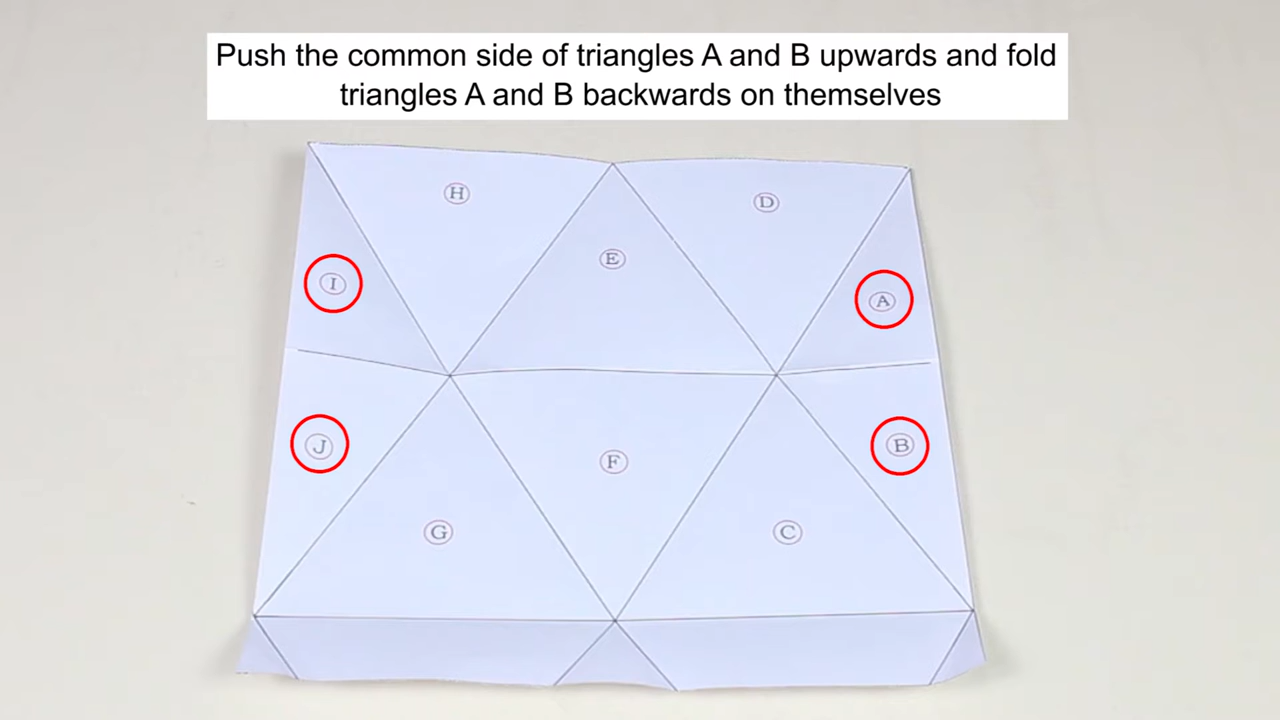 Push the common side of triangles A and B upwards and fold
triangles A and B backwards on themselves
H
D
E
I
A
J
B
F
G
C